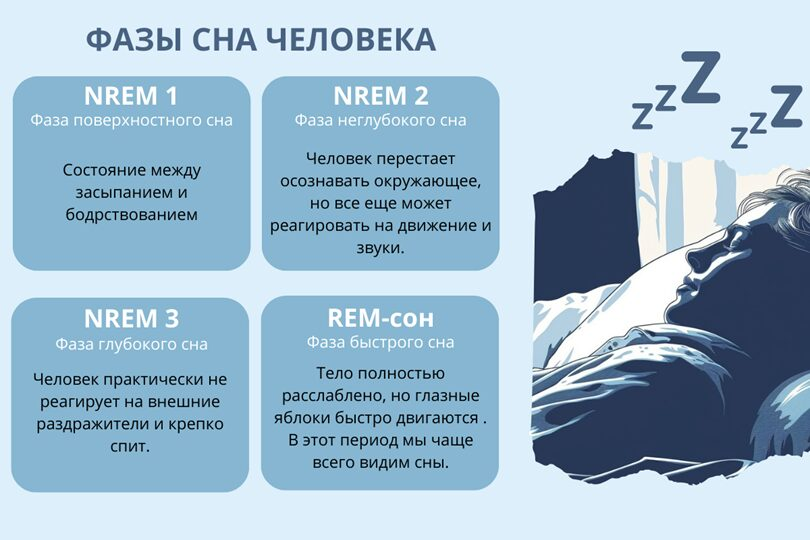 ФАЗЫ СНА ЧЕЛОВЕКА
NREM 1
Фаза поверхностного сна
Состояние между
засыпанием и
бодрствованием
NREM 2
Фаза неглубокого сна
Человек перестает
осознавать окружающее,
но все еще может
реагировать на движение и
звуки.
NREM 3
Фаза глубокого сна
Человек практически не
реагирует на внешние
раздражители и крепко
спит.
REM-сон
Фаза быстрого сна
Тело полностью
расслаблено, но глазные
яблоки быстро двигаются .
В этот период мы чаще
всего видим сны.
zzZ
zzZ